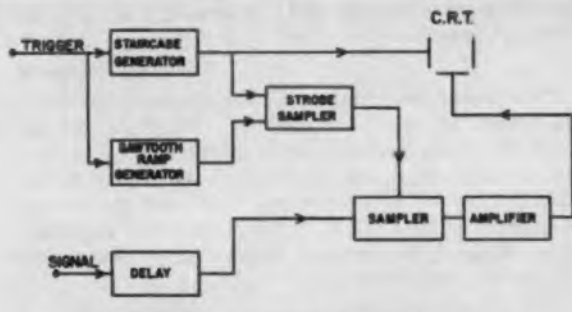 C.R.T.
TRIGGER
STAIRCASE
GENERATOR
STROBE
SAMPLER
SAWTOOTH
RAMP
GENERATOR
SAMPLER
AMPLIFIER
SIGNAL
DELAY